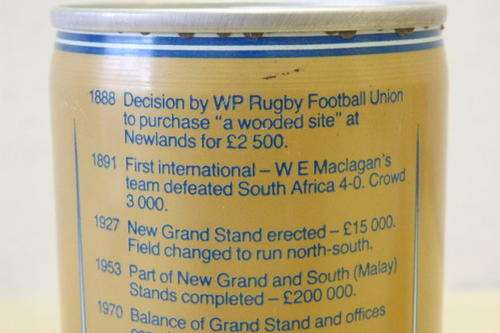 1888 Decision by WP Rugby Football Union
to purchase "a wooded site" at
Newlands for £2 500.
1891 First international – W E Maclagan's
team defeated South Africa 4-0. Crowd
3 000.
1927 New Grand Stand erected – £15 000.
Field changed to run north-south.
1953 Part of New Grand and South (Malay)
Stands completed – £200 000.
1970 Balance of Grand Stand and offices